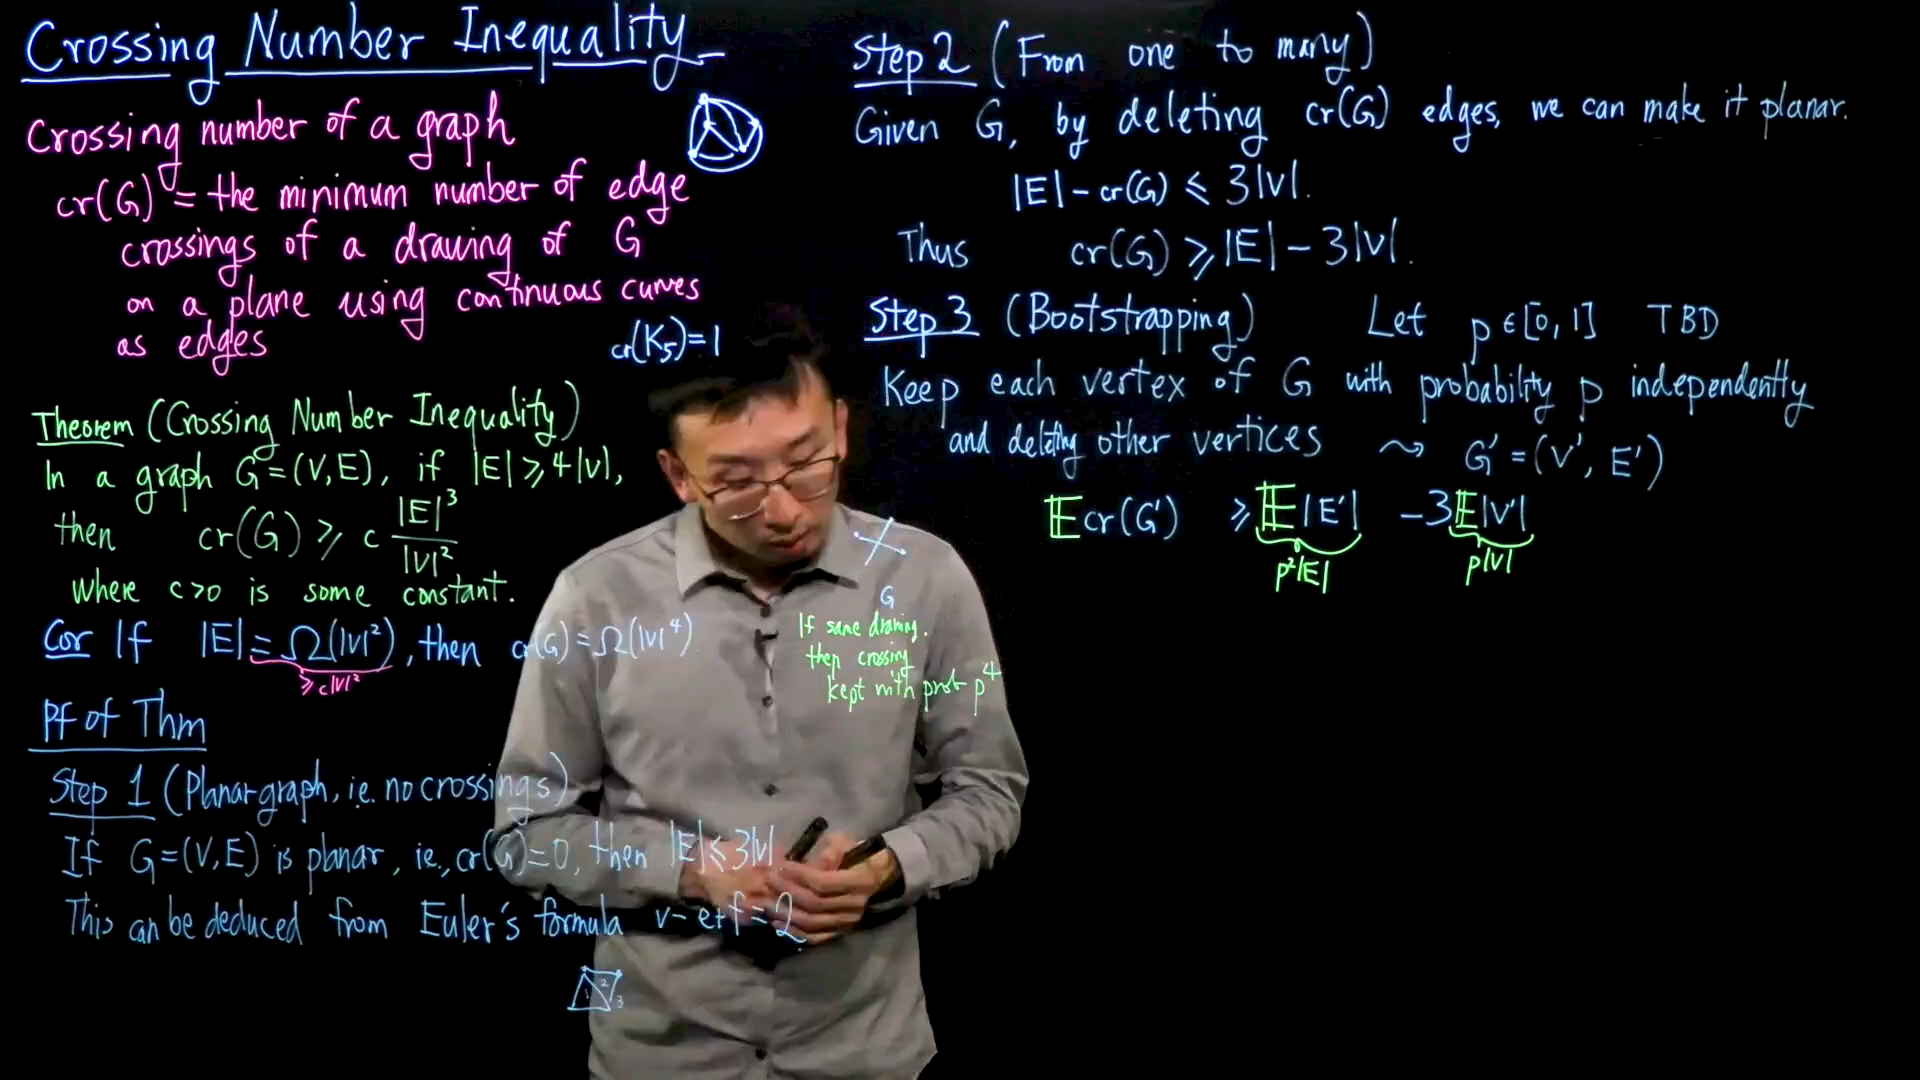 Crossing Number Inequality
Crossing number of a graph
cr(G) = the minimum number of edge
crossings of a drawing of G
on a plane using continuous curves
as edges
cr(K₅)=1
Theorem (Crossing Number Inequality)
In a graph G=(V,E), if |E| ⩾ 4|V|,
then cr(G) ⩾ c |E|³/|V|²
where c>0 is some constant.
Cor If |E| = Ω(|V|²), then cr(G) = Ω(|V|⁴).
⩾ c|V|²
Pf of Thm
Step 1 (Planar graph, i.e. no crossings)
If G=(V,E) is planar, i.e., cr(G)=0, then |E| ⩽ 3|V|.
This can be deduced from Euler's formula v-e+f=2
1 2 3
Step 2 (From one to many)
Given G, by deleting cr(G) edges, we can make it planar.
|E| - cr(G) ⩽ 3|V|.
Thus cr(G) ⩾ |E| - 3|V|.
Step 3 (Bootstrapping) Let p∈[0,1] TBD
Keep each vertex of G with probability p independently
and deleting other vertices ⤳ G'=(V', E')
𝔼cr(G') ⩾ 𝔼|E'| - 3𝔼|V'|
p²|E| p|V|
G
If same drawing.
then crossing
kept with prob p⁴